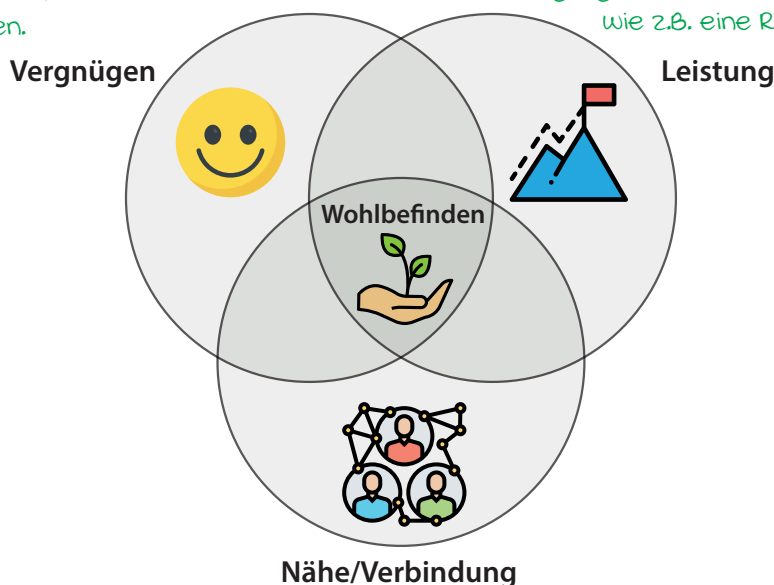 en.
wie z.B. eine R
Vergnügen
Leistung
Wohlbefinden
Nähe/Verbindung